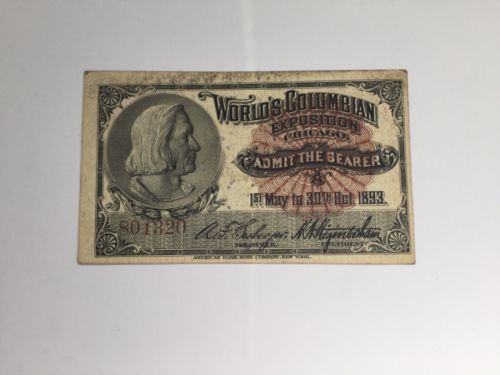 WORLD'S COLUMBIAN
EXPOSITION
CHICAGO
ADMIT THE BEARER
A
1ST May to 30TH Oct. 1893.
801320
TREASURER.
PRESIDENT
AMERICAN BANK NOTE COMPANY, NEW YORK.